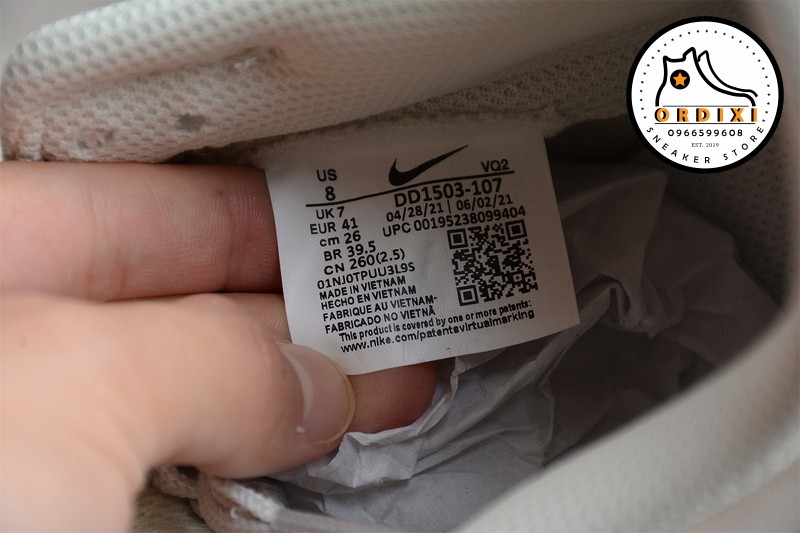 US
8
VQ2
UK 7
DD1503-107
EUR 41
04/28/21 | 06/02/21
cm 26
UPC 00195238099404
BR 39.5
CN 260(2.5)
01NJ0TPUU3L9S
MADE IN VIETNAM
HECHO EN VIETNAM
FABRIQUE AU VIETNAM-
FABRICADO NO VIETNÃ
This product is covered by one or more patents:
www.nike.com/patentsvirtualmarking
ORDIXI
0966599608
EST. 2019
SNEAKER STORE